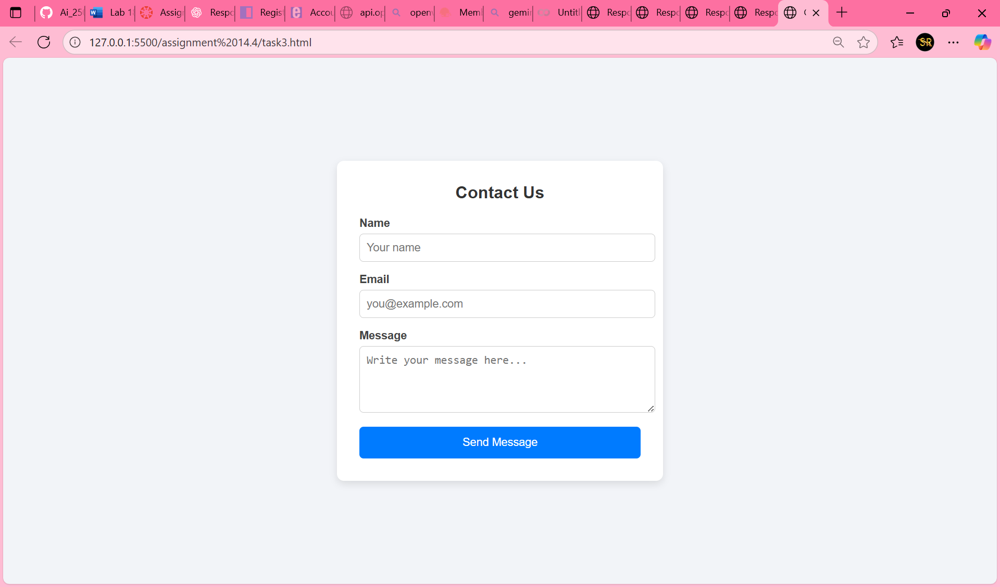 Ai_25 Lab 1 Assig Resp Regis Accou api.op open Mem gemi Untitl Resp Resp Resp Resp
127.0.0.1:5500/assignment%2014.4/task3.html
SR
Contact Us
Name
Your name
Email
you@example.com
Message
Write your message here...
Send Message